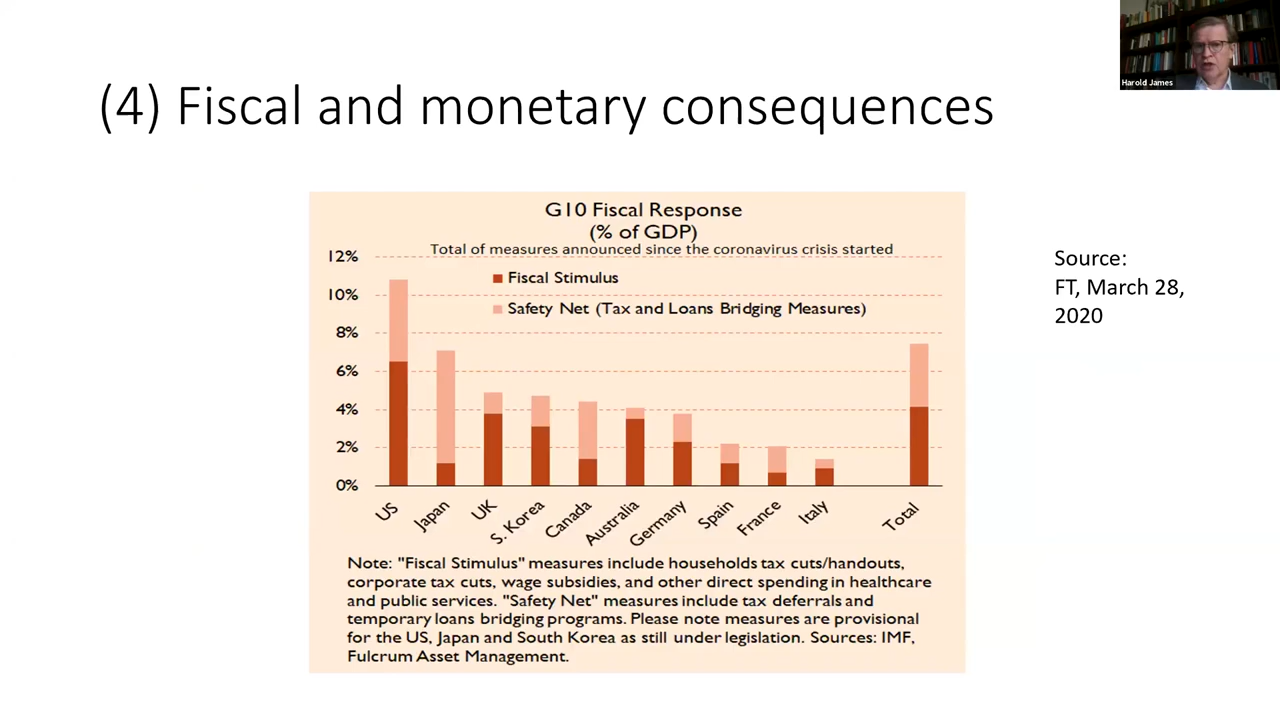 Harold James
(4) Fiscal and monetary consequences
G10 Fiscal Response
(% of GDP)
Total of measures announced since the coronavirus crisis started
12%
10%
8%
6%
4%
2%
0%
Fiscal Stimulus
Safety Net (Tax and Loans Bridging Measures)
US
Japan
UK
S. Korea
Canada
Australia
Germany
Spain
France
Italy
Total
Note: "Fiscal Stimulus" measures include households tax cuts/handouts,
corporate tax cuts, wage subsidies, and other direct spending in healthcare
and public services. "Safety Net" measures include tax deferrals and
temporary loans bridging programs. Please note measures are provisional
for the US, Japan and South Korea as still under legislation. Sources: IMF,
Fulcrum Asset Management.
Source:
FT, March 28,
2020